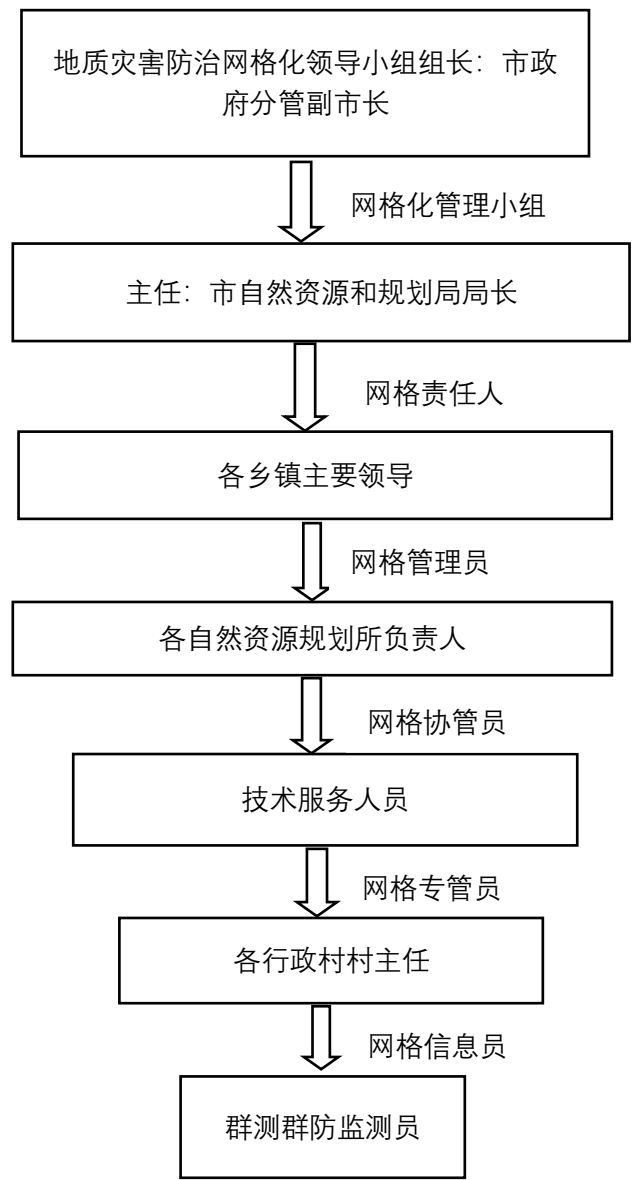 地质灾害防治网格化领导小组组长：市政
府分管副市长
网格化管理小组
主任：市自然资源和规划局局长
网格责任人
各乡镇主要领导
网格管理员
各自然资源规划所负责人
网格协管员
技术服务人员
网格专管员
各行政村村主任
网格信息员
群测群防监测员